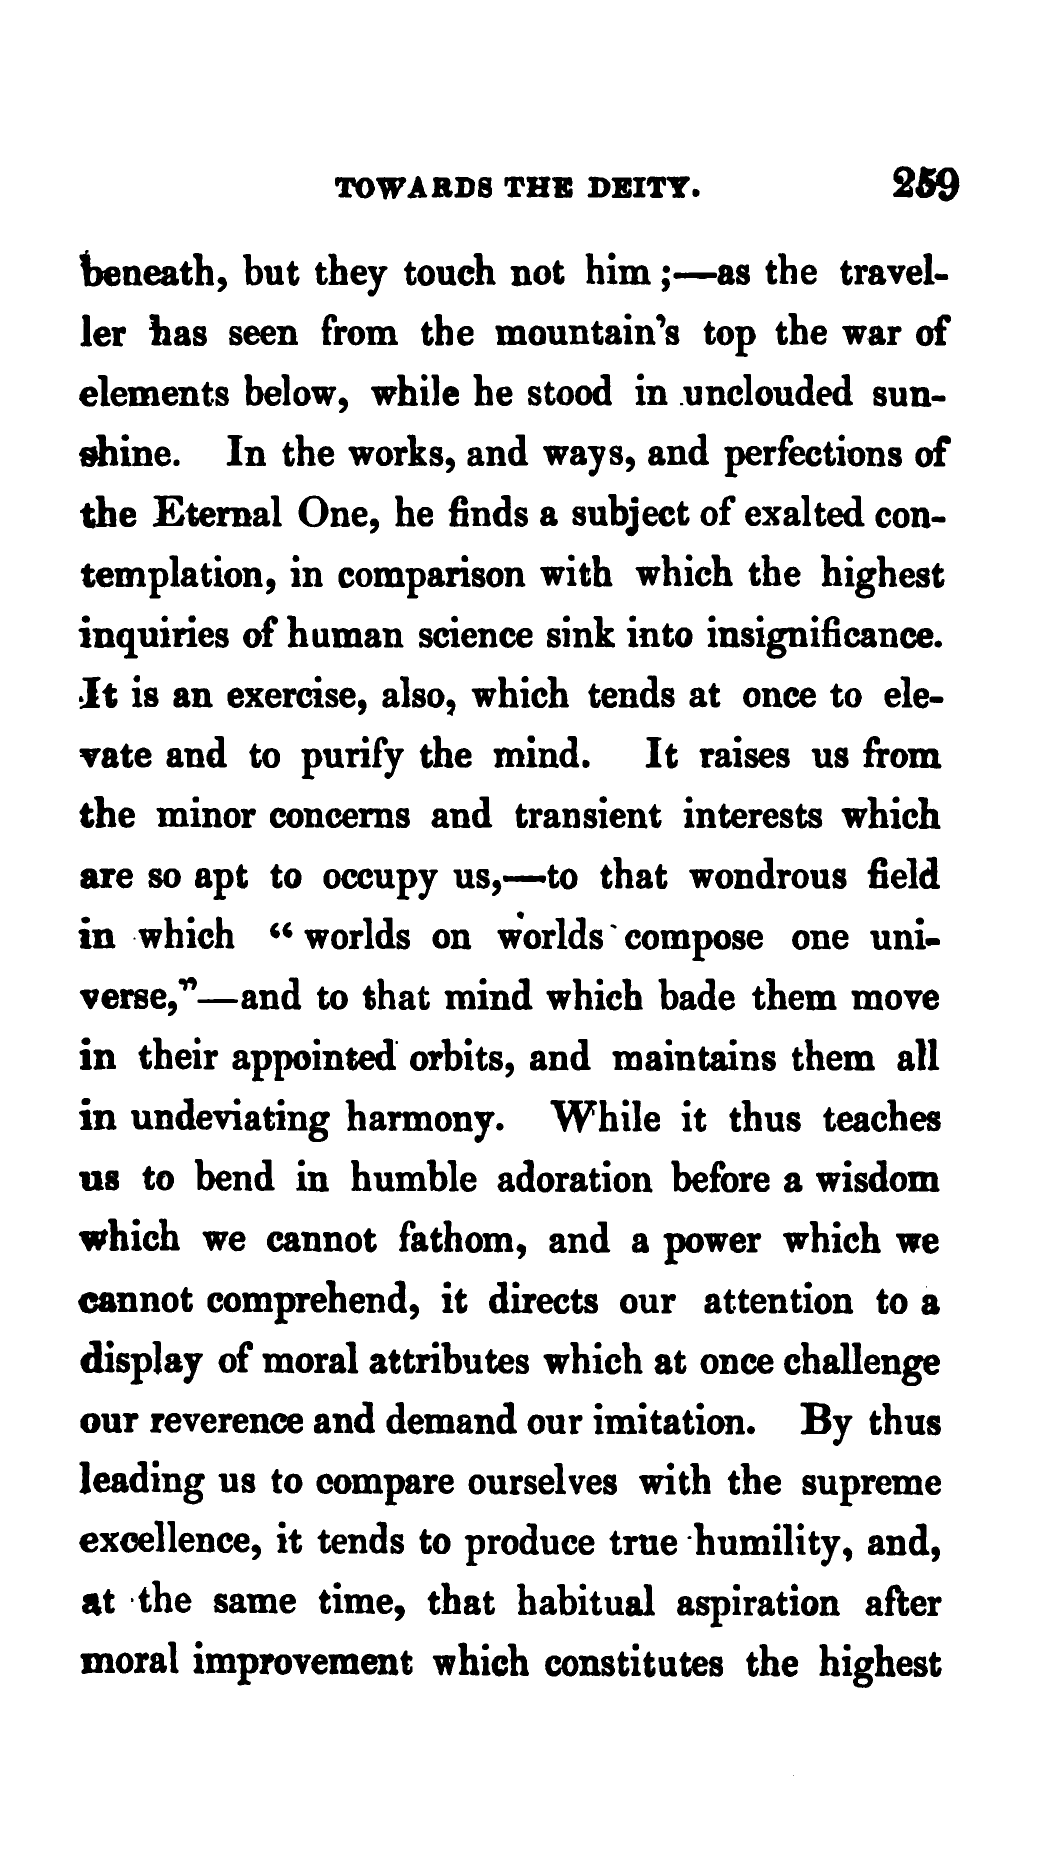 TOWARDS THE DEITY. 259
beneath, but they touch not him;—as the travel-
ler has seen from the mountain's top the war of
elements below, while he stood in unclouded sun-
shine. In the works, and ways, and perfections of
the Eternal One, he finds a subject of exalted con-
templation, in comparison with which the highest
inquiries of human science sink into insignificance.
It is an exercise, also, which tends at once to ele-
vate and to purify the mind. It raises us from
the minor concerns and transient interests which
are so apt to occupy us,—to that wondrous field
in which “worlds on worlds compose one uni-
verse,”—and to that mind which bade them move
in their appointed orbits, and maintains them all
in undeviating harmony. While it thus teaches
us to bend in humble adoration before a wisdom
which we cannot fathom, and a power which we
cannot comprehend, it directs our attention to a
display of moral attributes which at once challenge
our reverence and demand our imitation. By thus
leading us to compare ourselves with the supreme
excellence, it tends to produce true humility, and,
at the same time, that habitual aspiration after
moral improvement which constitutes the highest